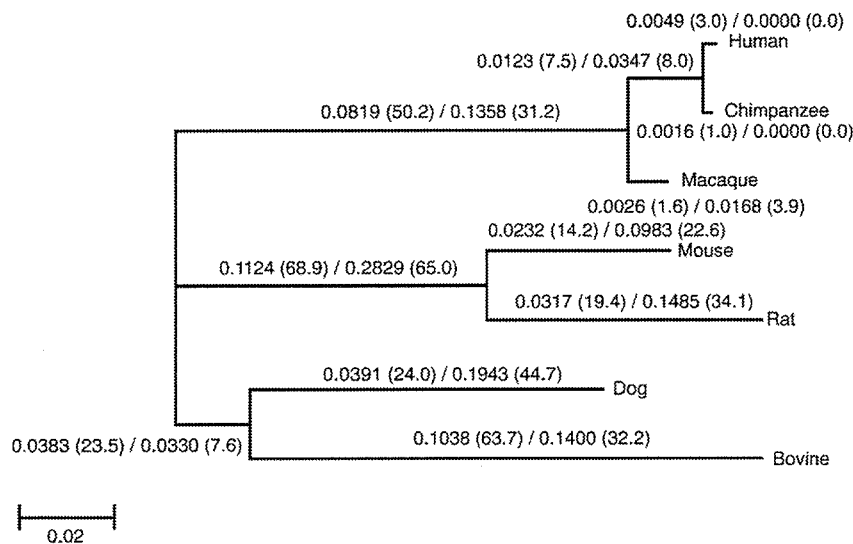 0.0049 (3.0) / 0.0000 (0.0)
Human
0.0123 (7.5) / 0.0347 (8.0)
0.0819 (50.2) / 0.1358 (31.2)
Chimpanzee
0.0016 (1.0) / 0.0000 (0.0)
Macaque
0.0026 (1.6) / 0.0168 (3.9)
0.0232 (14.2) / 0.0983 (22.6)
Mouse
0.1124 (68.9) / 0.2829 (65.0)
0.0317 (19.4) / 0.1485 (34.1)
Rat
0.0391 (24.0) / 0.1943 (44.7)
Dog
0.0383 (23.5) / 0.0330 (7.6)
0.1038 (63.7) / 0.1400 (32.2)
Bovine
0.02